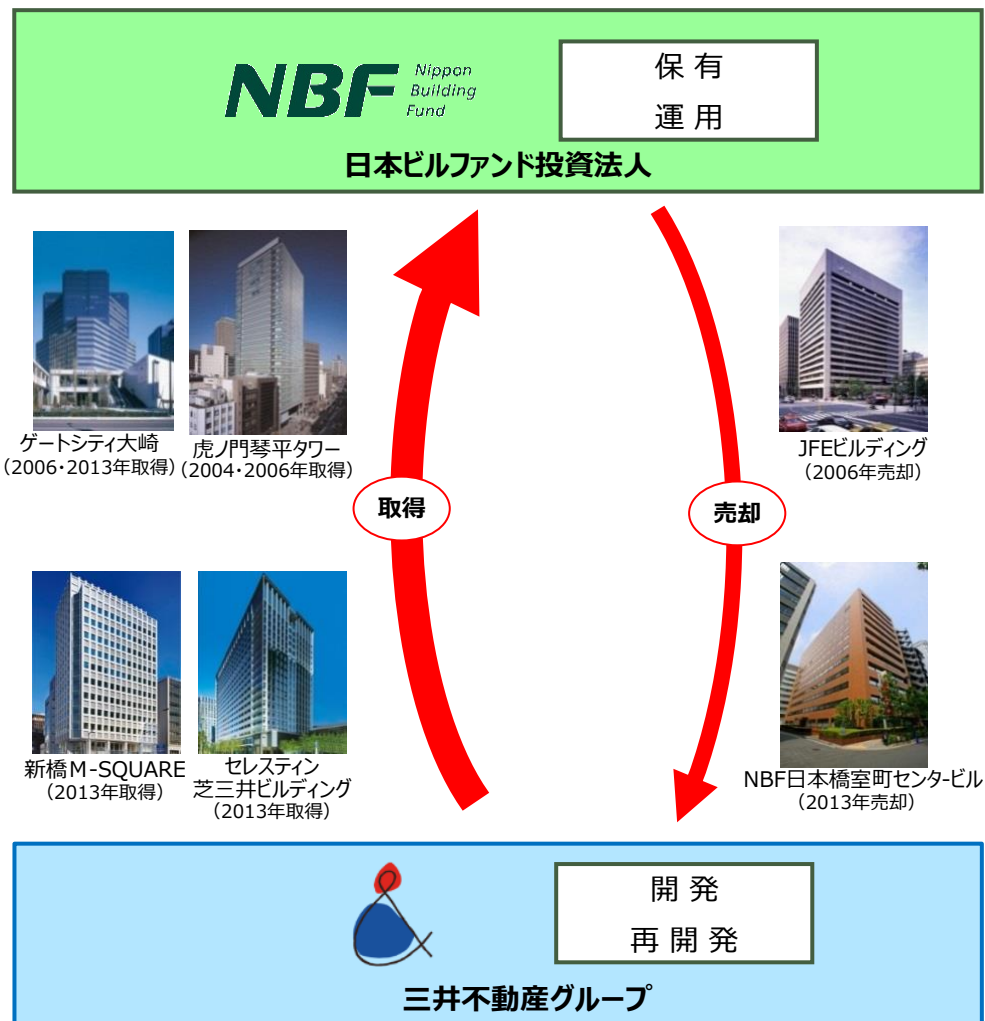 NBF
Nippon
Building
Fund
保 有
運 用
日本ビルファンド投資法人
ゲートシティ大崎
（2006・2013年取得）
虎ノ門琴平タワー
（2004・2006年取得）
JFEビルディング
（2006年売却）
取得
売却
新橋M-SQUARE
（2013年取得）
セレスティン
芝三井ビルディング
（2013年取得）
NBF日本橋室町センタービル
（2013年売却）
開 発
再 開 発
三井不動産グループ